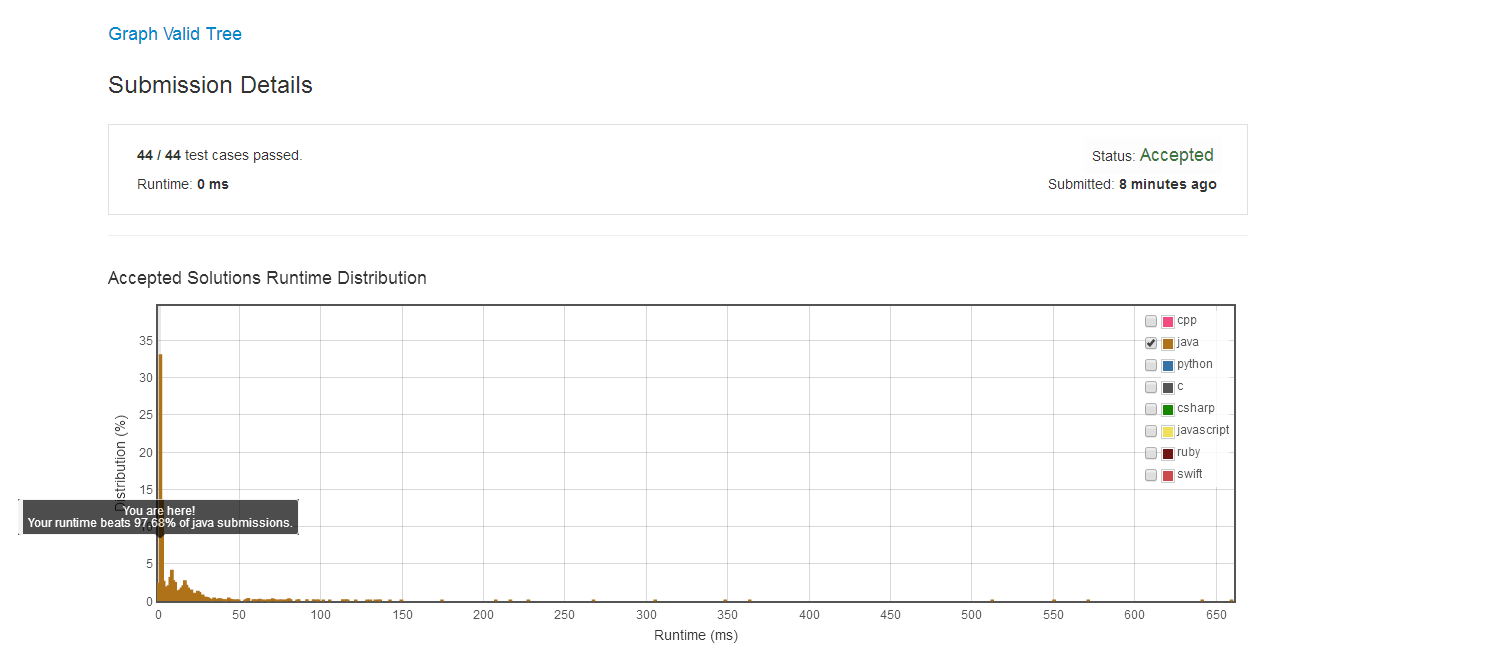 Graph Valid Tree
Submission Details
44 / 44 test cases passed.
Status: Accepted
Runtime: 0 ms
Submitted: 8 minutes ago
Accepted Solutions Runtime Distribution
cpp
java
python
c
csharp
javascript
ruby
swift
Distribution (%)
35
30
25
20
15
10
5
0
You are here!
Your runtime beats 97.68% of java submissions.
0 50 100 150 200 250 300 350 400 450 500 550 600 650
Runtime (ms)